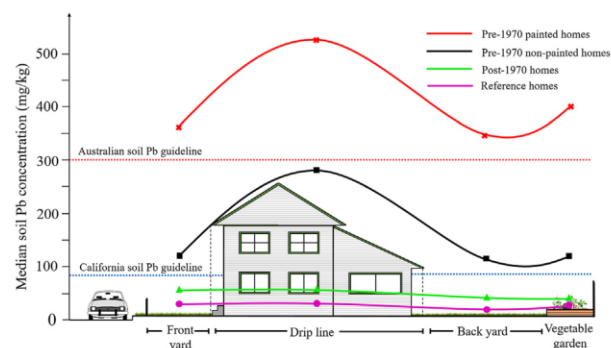 Pre-1970 painted homes
Pre-1970 non-painted homes
Post-1970 homes
Reference homes
Median soil Pb concentration (mg/kg)
500
400
300
200
100
0
Australian soil Pb guideline
California soil Pb guideline
Front
yard
Drip line
Back yard
Vegetable
garden